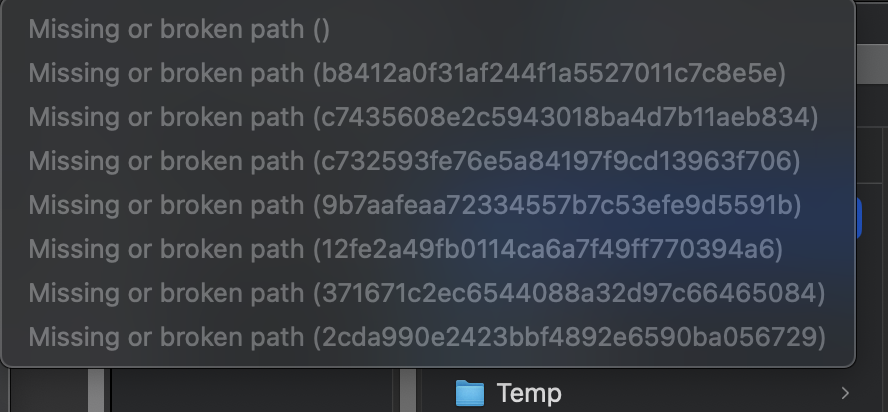 Missing or broken path ()
Missing or broken path (b8412a0f31af244f1a5527011c7c8e5e)
Missing or broken path (c7435608e2c5943018ba4d7b11aeb834)
Missing or broken path (c732593fe76e5a84197f9cd13963f706)
Missing or broken path (9b7aafeaa72334557b7c53efe9d5591b)
Missing or broken path (12fe2a49fb0114ca6a7f49ff770394a6)
Missing or broken path (371671c2ec6544088a32d97c66465084)
Missing or broken path (2cda990e2423bbf4892e6590ba056729)
Temp